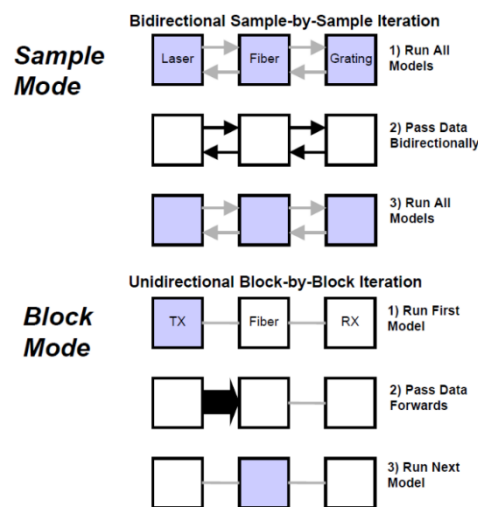 Bidirectional Sample-by-Sample Iteration
Sample
Mode
Laser
Fiber
Grating
1) Run All
Models
2) Pass Data
Bidirectionally
3) Run All
Models
Unidirectional Block-by-Block Iteration
Block
Mode
TX
Fiber
RX
1) Run First
Model
2) Pass Data
Forwards
3) Run Next
Model